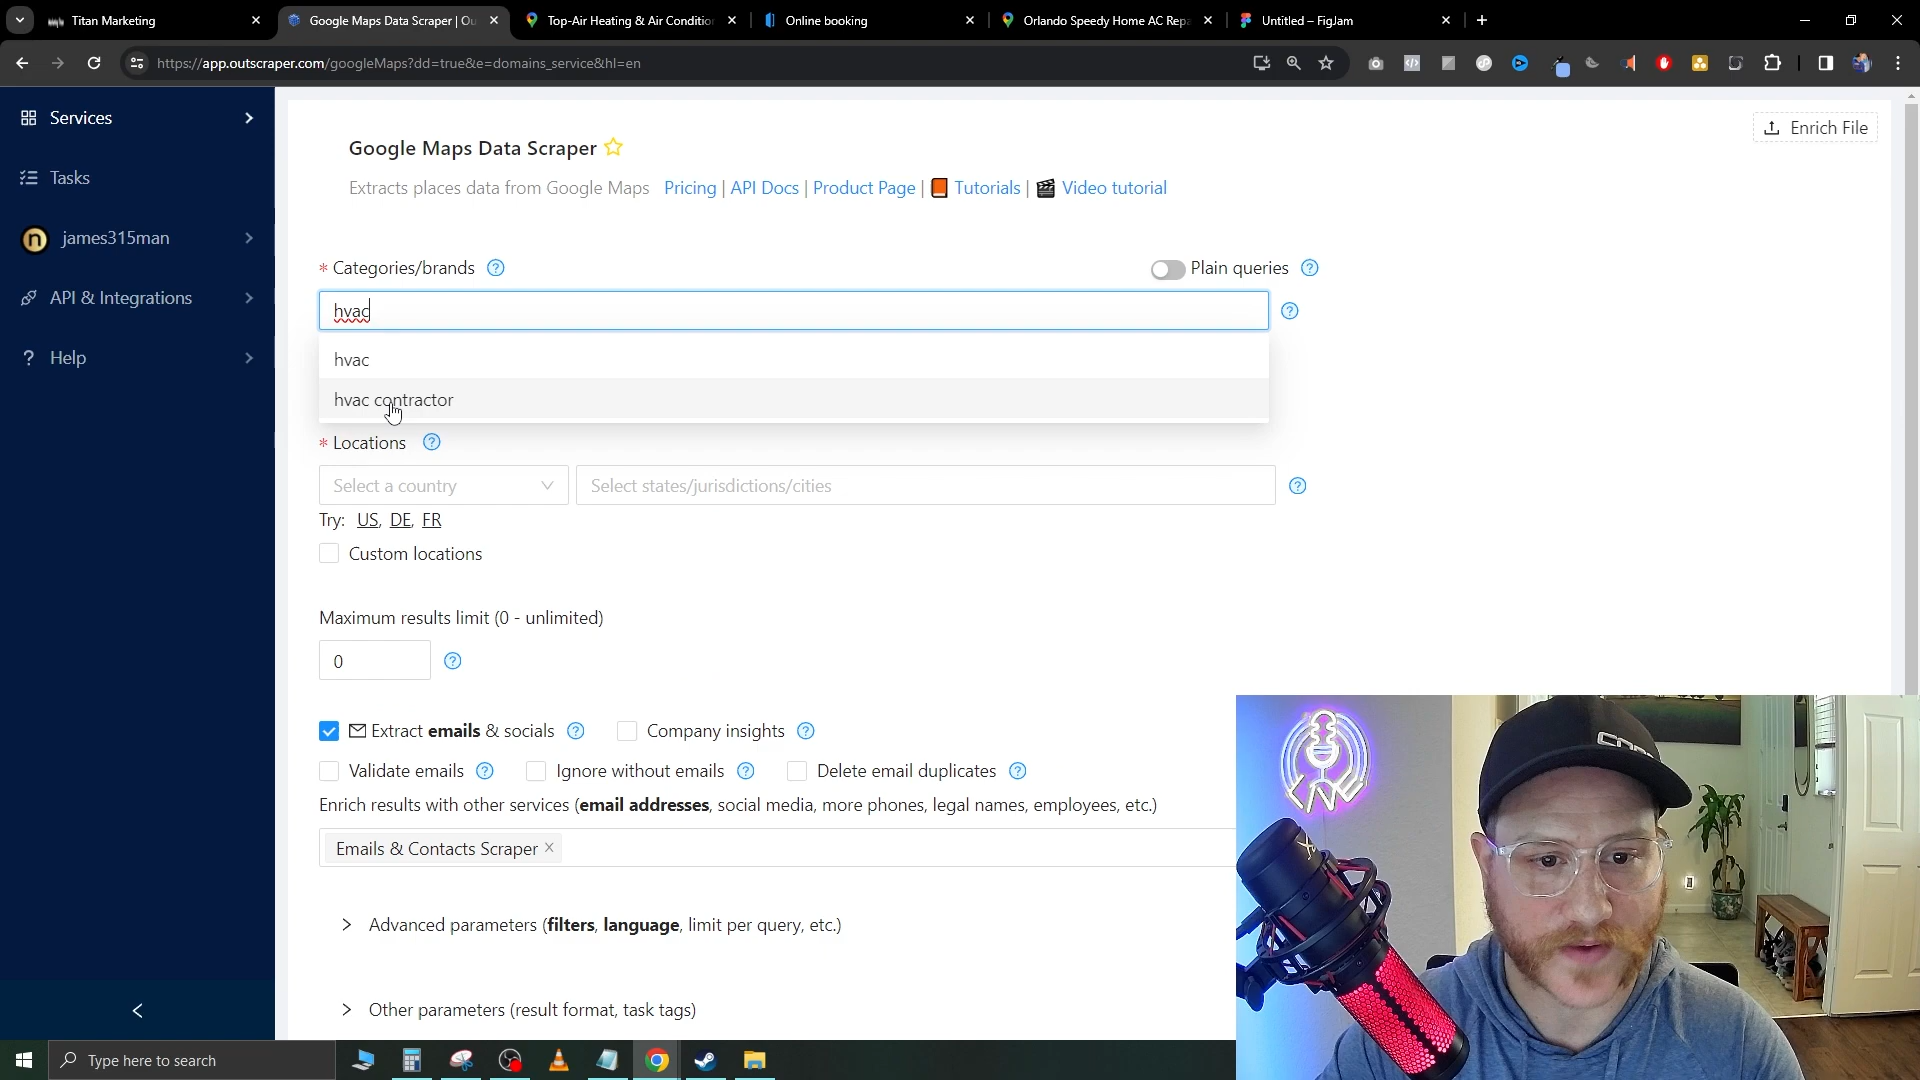 Titan Marketing
Google Maps Data Scraper | Ou
Top-Air Heating & Air Conditior
Online booking
Orlando Speedy Home AC Repa
Untitled – FigJam
https://app.outscraper.com/googleMaps?dd=true&e=domains_service&hl=en
Services
Tasks
james315man
API & Integrations
Help
Enrich File
Google Maps Data Scraper
Extracts places data from Google Maps Pricing | API Docs | Product Page | Tutorials | Video tutorial
* Categories/brands
Plain queries
hvac
hvac
hvac contractor
* Locations
Select a country
Select states/jurisdictions/cities
Try: US, DE, FR
Custom locations
Maximum results limit (0 - unlimited)
0
Extract emails & socials
Company insights
Validate emails
Ignore without emails
Delete email duplicates
Enrich results with other services (email addresses, social media, more phones, legal names, employees, etc.)
Emails & Contacts Scraper
Advanced parameters (filters, language, limit per query, etc.)
Other parameters (result format, task tags)
Type here to search